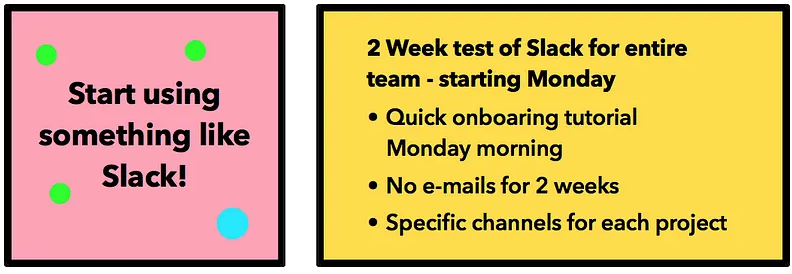 Start using
something like
Slack!
2 Week test of Slack for entire
team - starting Monday
• Quick onboaring tutorial
Monday morning
• No e-mails for 2 weeks
• Specific channels for each project